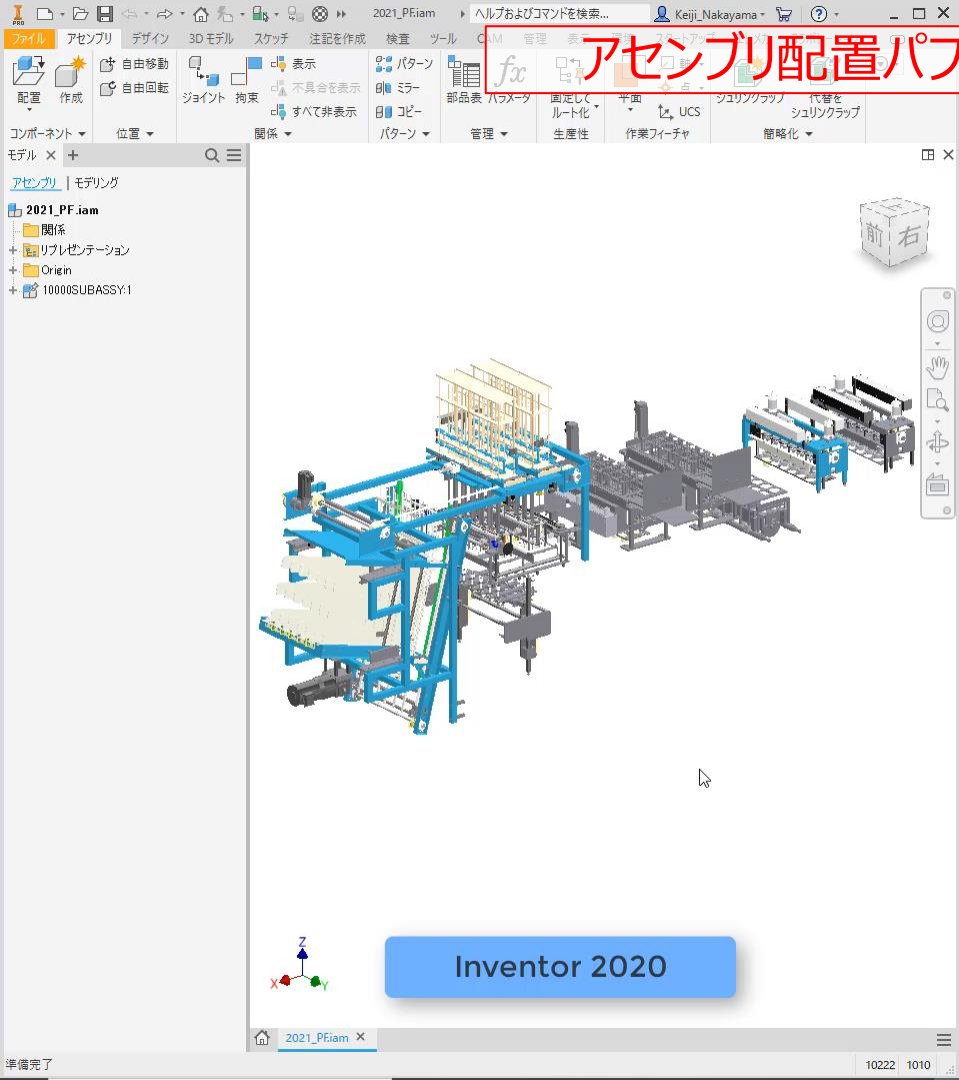 PRO
2021_PF.iam
ヘルプおよびコマンドを検索...
Keiji_Nakayama
ファイル アセンブリ デザイン 3D モデル スケッチ 注記を作成 検査 ツール CAM 管理
アセンブリ配置パフ
配置
作成
自由移動
自由回転
ジョイント
拘束
表示
不具合を表示
すべて非表示
パターン
ミラー
コピー
部品表
fx
パラメータ
固定して
ルート化
平面
軸
点
UCS
シュリンクラップ
代替を
シュリンクラップ
コンポーネント
位置
関係
パターン
管理
生産性
作業フィーチャ
簡略化
モデル
アセンブリ | モデリング
2021_PF.iam
関係
リプレゼンテーション
Origin
10000SUBASSY:1
前
右
Z
X
Y
Inventor 2020
2021_PF.iam
準備完了
10222 1010